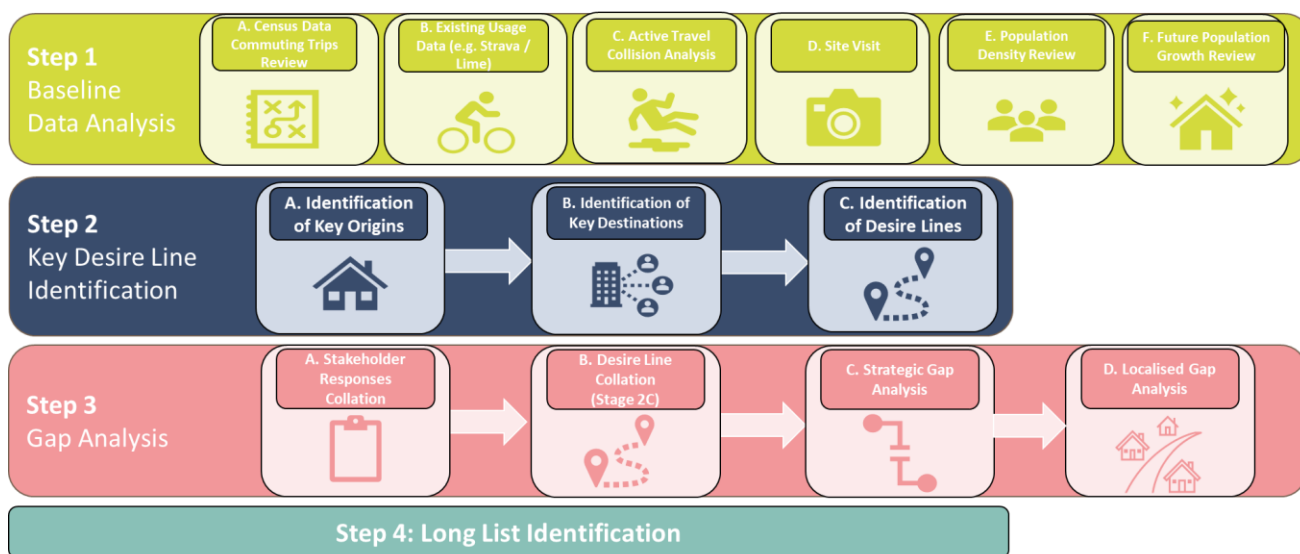 Step 1
Baseline
Data Analysis
A. Census Data
Commuting Trips
Review
B. Existing Usage
Data (e.g. Strava /
Lime)
C. Active Travel
Collision Analysis
D. Site Visit
E. Population
Density Review
F. Future Population
Growth Review
Step 2
Key Desire Line
Identification
A. Identification
of Key Origins
B. Identification of
Key Destinations
C. Identification
of Desire Lines
Step 3
Gap Analysis
A. Stakeholder
Responses
Collation
B. Desire Line
Collation
(Stage 2C)
C. Strategic Gap
Analysis
D. Localised Gap
Analysis
Step 4: Long List Identification